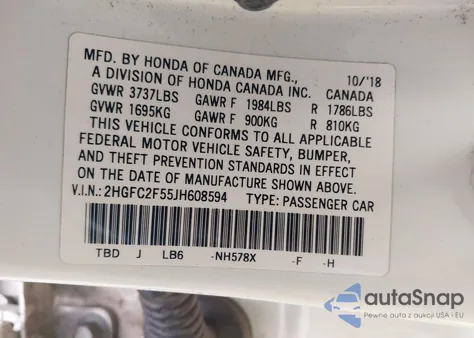 MFD. BY HONDA OF CANADA MFG., 10/'18
A DIVISION OF HONDA CANADA INC. CANADA
GVWR 3737LBS GAWR F 1984LBS R 1786LBS
GVWR 1695KG GAWR F 900KG R 810KG
THIS VEHICLE CONFORMS TO ALL APPLICABLE
FEDERAL MOTOR VEHICLE SAFETY, BUMPER,
AND THEFT PREVENTION STANDARDS IN EFFECT
ON THE DATE OF MANUFACTURE SHOWN ABOVE.
V.I.N.: 2HGFC2F55JH608594 TYPE: PASSENGER CAR
TBD J LB6 -NH578X -F -H
autoSnap
Pewne auta z aukcji USA - EU